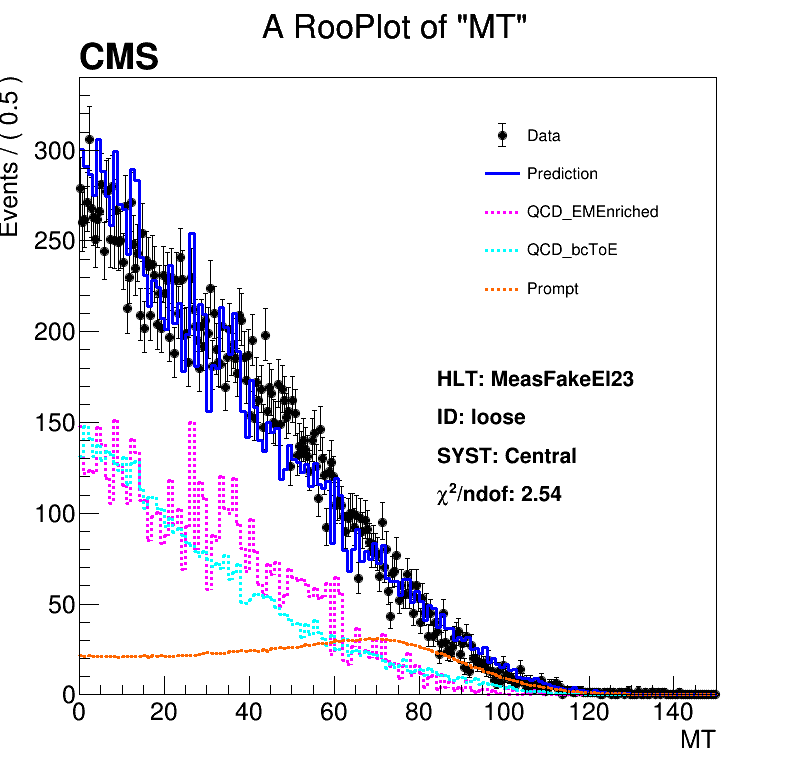 A RooPlot of "MT"
CMS
Events / ( 0.5 )
300
250
200
150
100
50
0
Data
Prediction
QCD_EMEnriched
QCD_bcToE
Prompt
HLT: MeasFakeEl23
ID: loose
SYST: Central
χ²/ndof: 2.54
0 20 40 60 80 100 120 140
MT